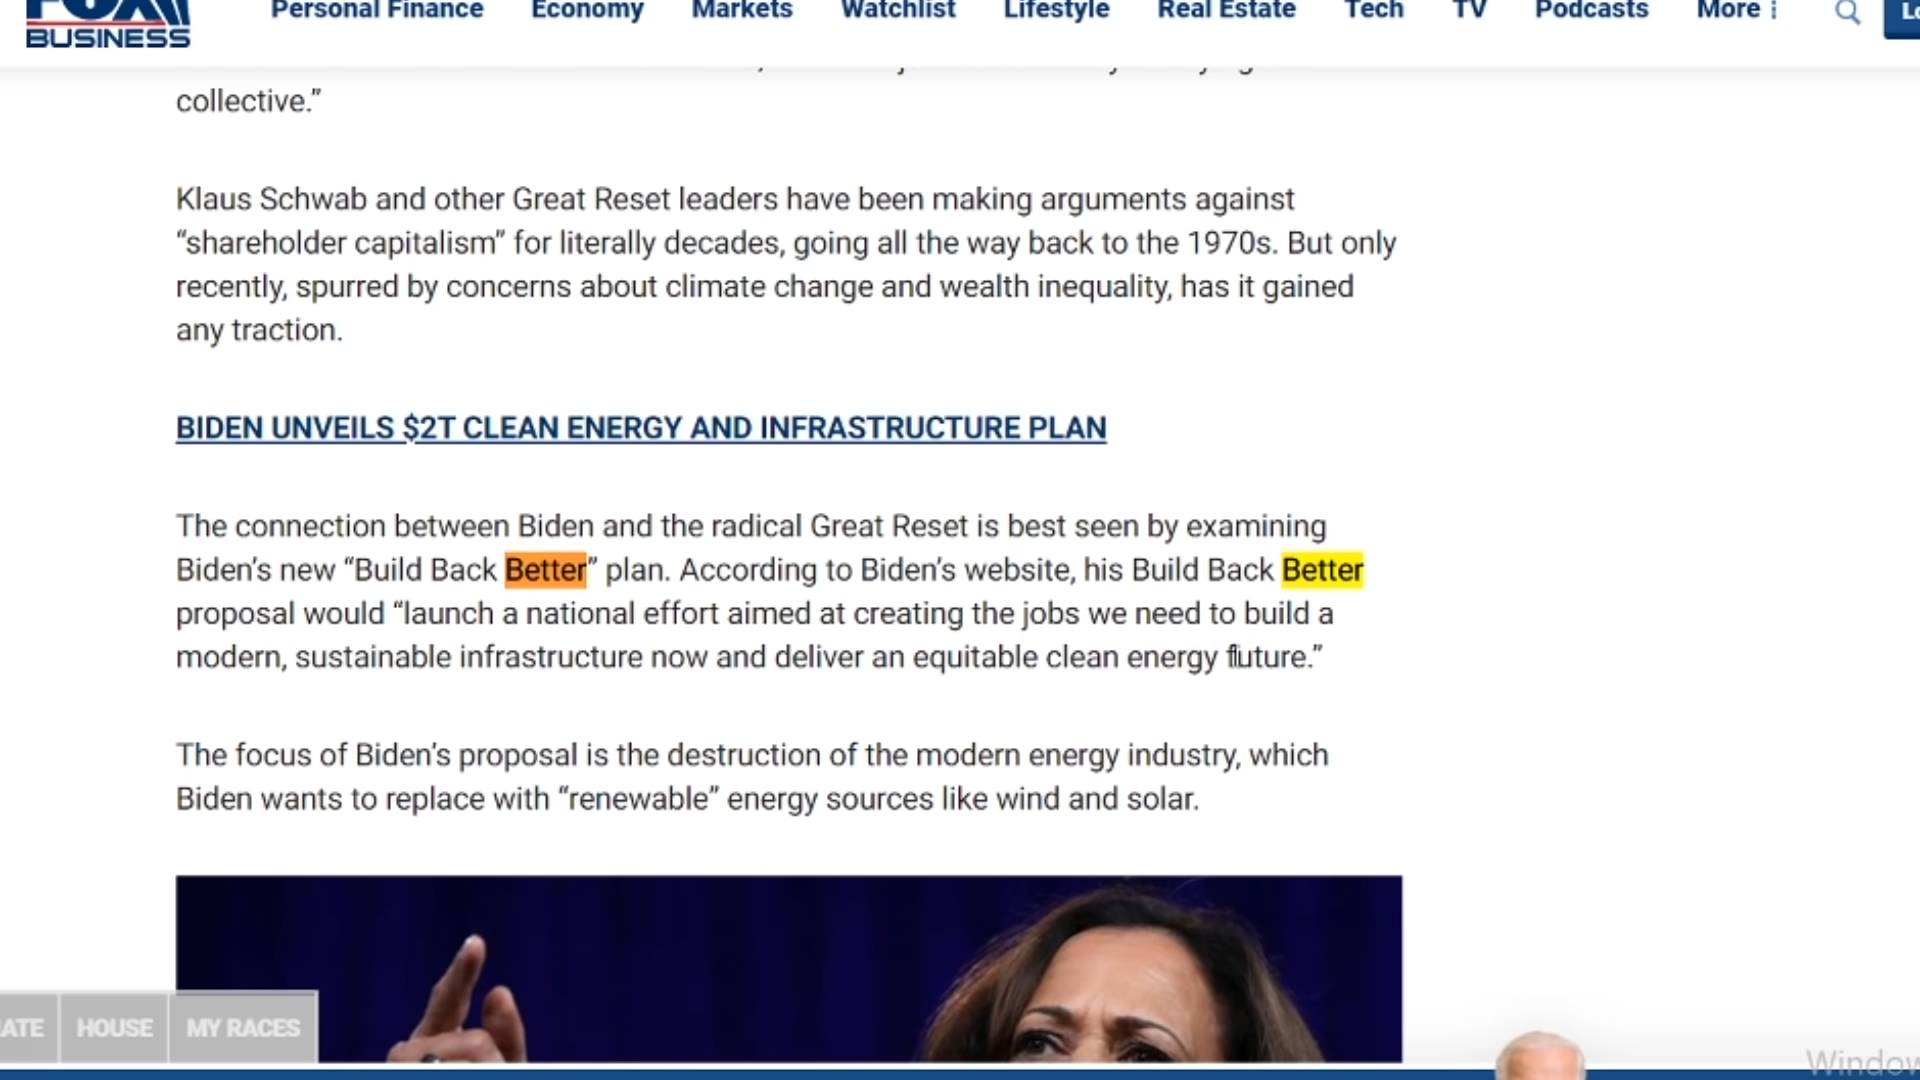 FOX
BUSINESS
Personal Finance Economy Markets Watchlist Lifestyle Real Estate Tech TV Podcasts More
collective.”
Klaus Schwab and other Great Reset leaders have been making arguments against
“shareholder capitalism” for literally decades, going all the way back to the 1970s. But only
recently, spurred by concerns about climate change and wealth inequality, has it gained
any traction.
BIDEN UNVEILS $2T CLEAN ENERGY AND INFRASTRUCTURE PLAN
The connection between Biden and the radical Great Reset is best seen by examining
Biden’s new “Build Back Better” plan. According to Biden’s website, his Build Back Better
proposal would “launch a national effort aimed at creating the jobs we need to build a
modern, sustainable infrastructure now and deliver an equitable clean energy future.”
The focus of Biden’s proposal is the destruction of the modern energy industry, which
Biden wants to replace with “renewable” energy sources like wind and solar.
HOUSE MY RACES